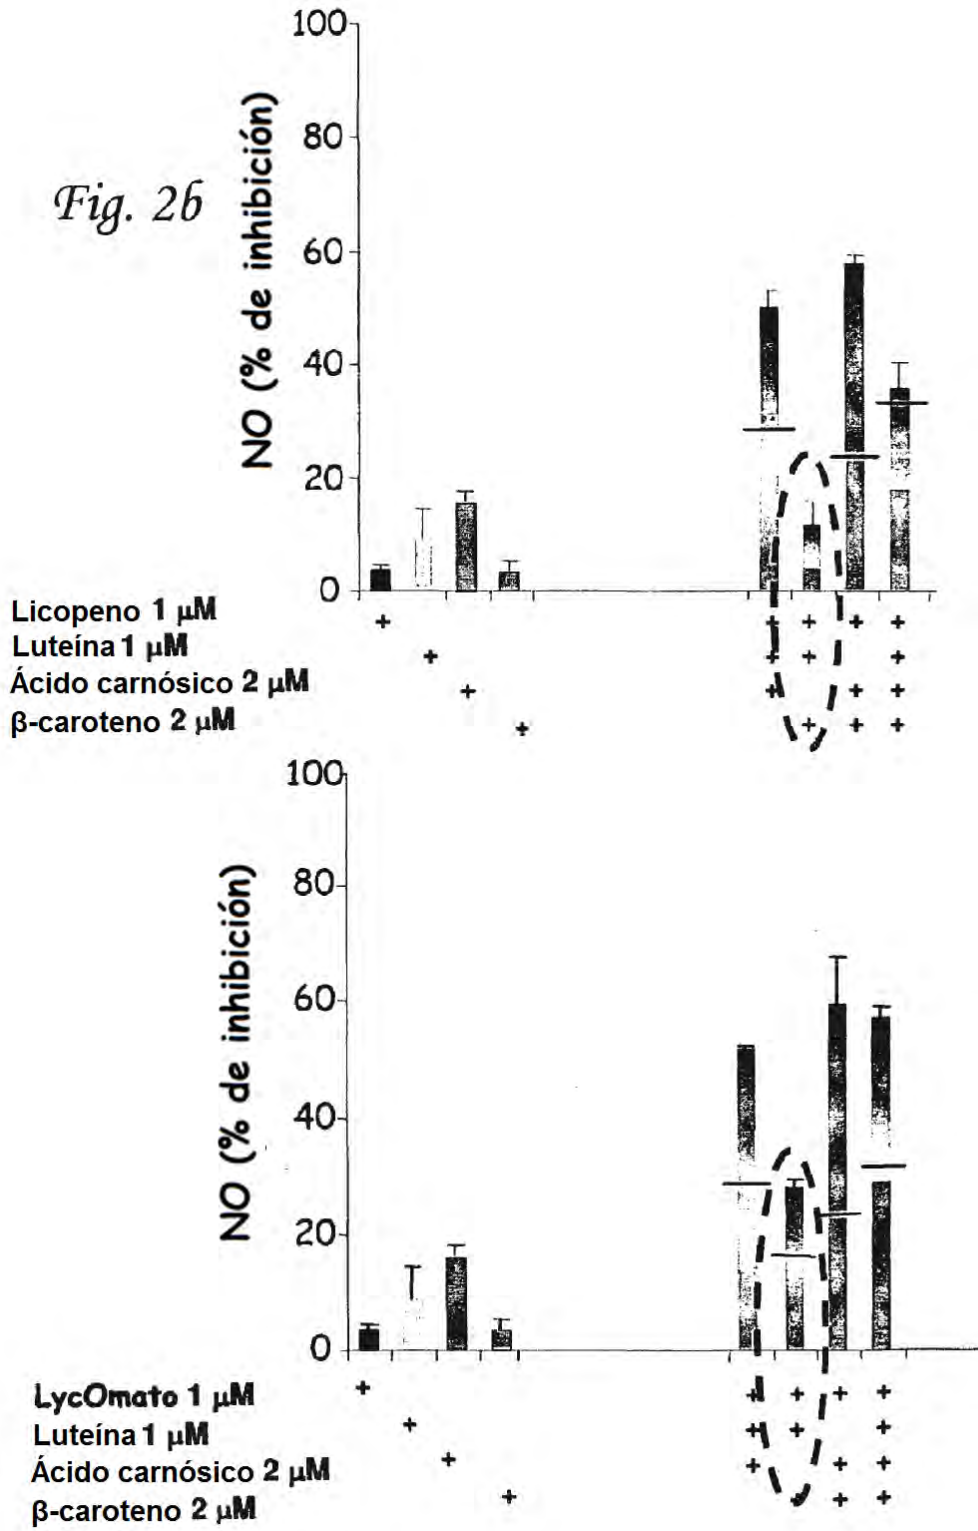 Fig. 2b
NO (% de inhibición)
100
80
60
40
20
0
Licopeno 1 μM + + + + +
Luteína 1 μM + + + +
Ácido carnósico 2 μM + + + +
β-caroteno 2 μM + + + +
NO (% de inhibición)
100
80
60
40
20
0
LycOmato 1 μM + + + + +
Luteína 1 μM + + + +
Ácido carnósico 2 μM + + + +
β-caroteno 2 μM + + + +